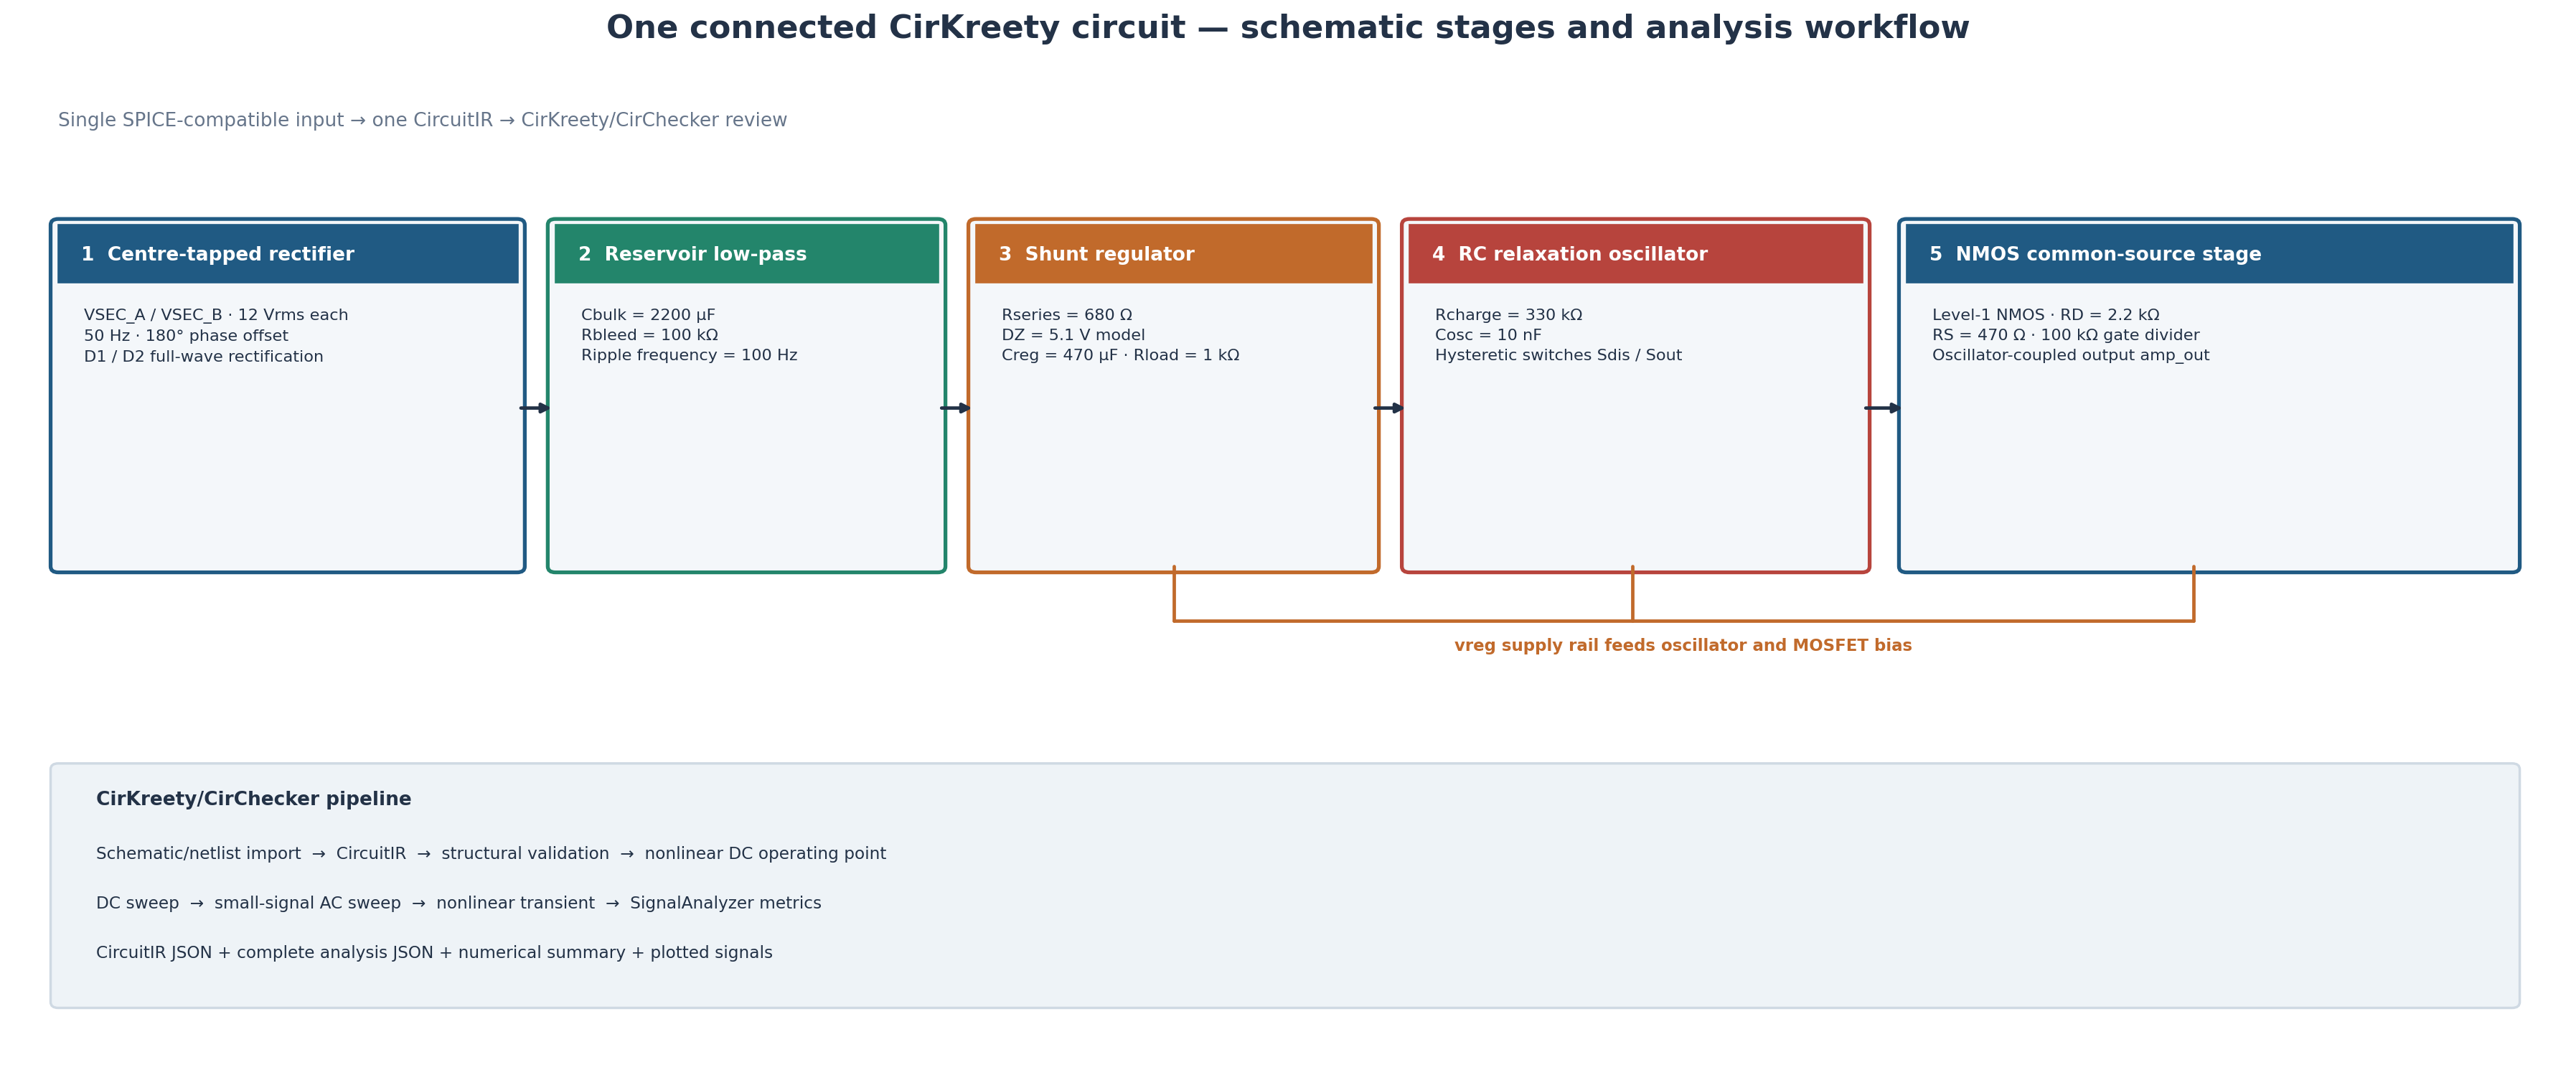 One connected CirKreety circuit — schematic stages and analysis workflow
Single SPICE-compatible input → one CircuitIR → CirKreety/CirChecker review
1 Centre-tapped rectifier
VSEC_A / VSEC_B · 12 Vrms each
50 Hz · 180° phase offset
D1 / D2 full-wave rectification
2 Reservoir low-pass
Cbulk = 2200 µF
Rbleed = 100 kΩ
Ripple frequency = 100 Hz
3 Shunt regulator
Rseries = 680 Ω
DZ = 5.1 V model
Creg = 470 µF · Rload = 1 kΩ
4 RC relaxation oscillator
Rcharge = 330 kΩ
Cosc = 10 nF
Hysteretic switches Sdis / Sout
5 NMOS common-source stage
Level-1 NMOS · RD = 2.2 kΩ
RS = 470 Ω · 100 kΩ gate divider
Oscillator-coupled output amp_out
vreg supply rail feeds oscillator and MOSFET bias
CirKreety/CirChecker pipeline
Schematic/netlist import → CircuitIR → structural validation → nonlinear DC operating point
DC sweep → small-signal AC sweep → nonlinear transient → SignalAnalyzer metrics
CircuitIR JSON + complete analysis JSON + numerical summary + plotted signals